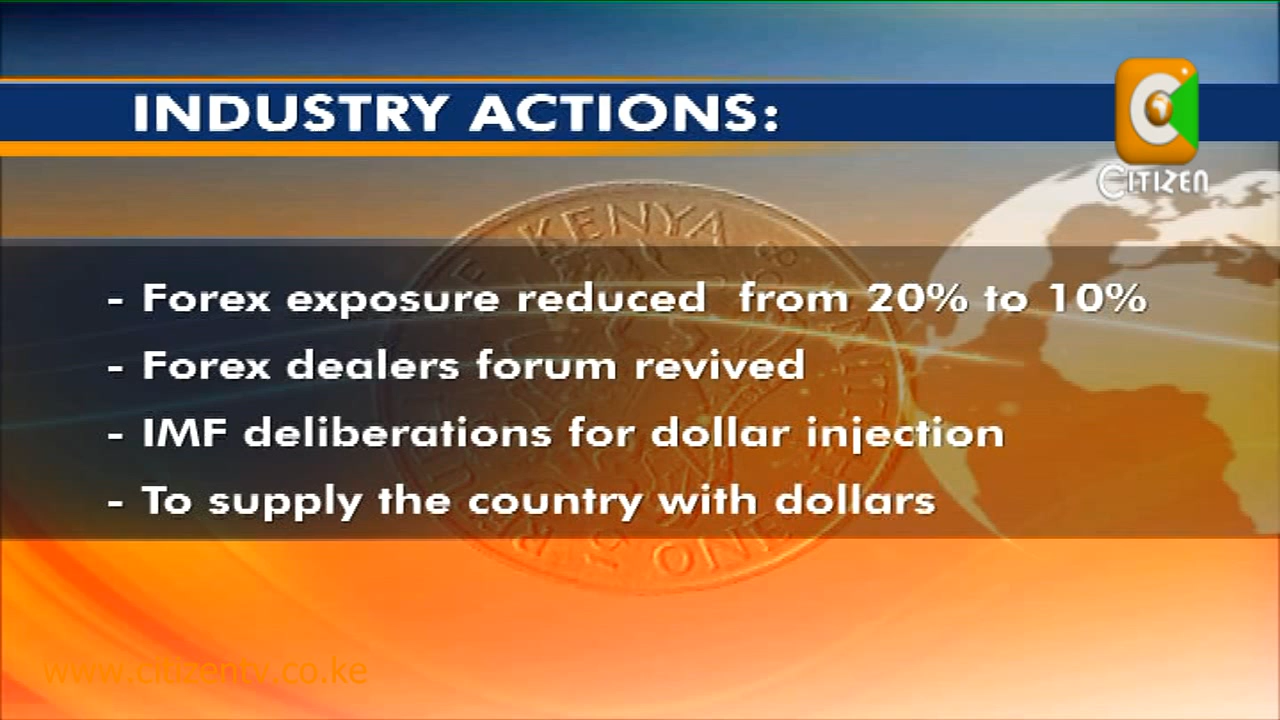 INDUSTRY ACTIONS:
CITIZEN
KENYA
- Forex exposure reduced  from 20% to 10%
- Forex dealers forum revived
- IMF deliberations for dollar injection
- To supply the country with dollars
www.citizentv.co.ke